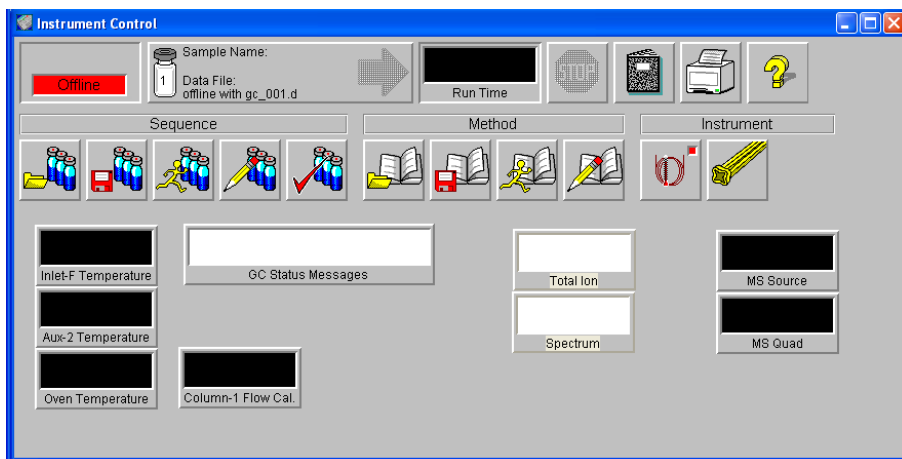 Instrument Control
Offline
1
Sample Name:
Data File:
offline with gc_001.d
Run Time
STOP
Sequence
Method
Instrument
Inlet-F Temperature
GC Status Messages
Total Ion
MS Source
Aux-2 Temperature
Spectrum
MS Quad
Oven Temperature
Column-1 Flow Cal.